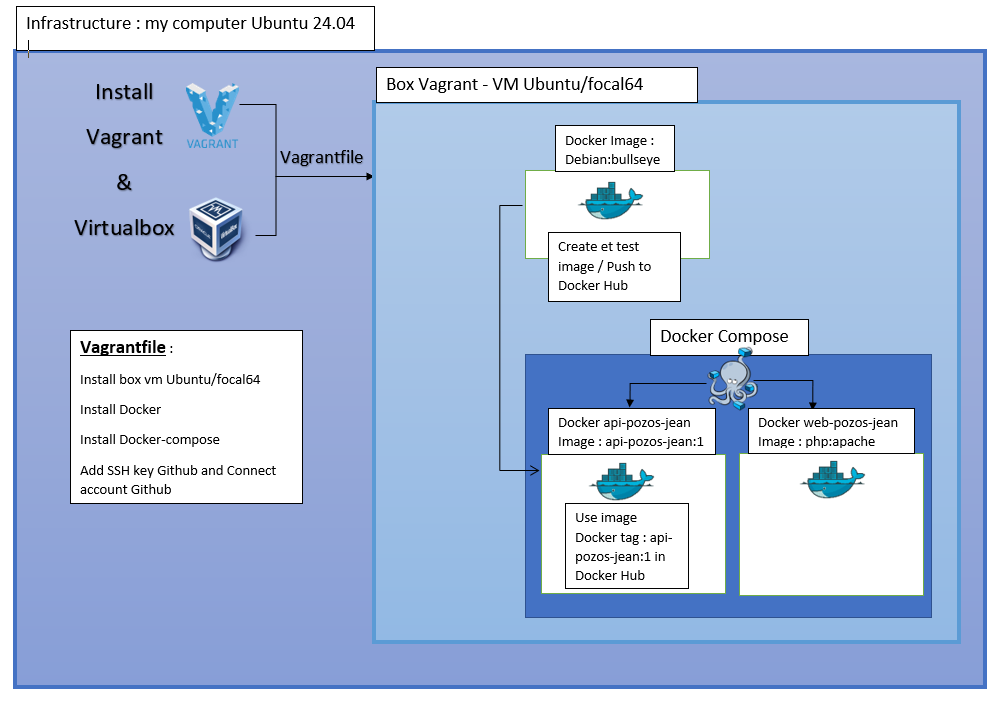 Infrastructure : my computer Ubuntu 24.04
Install
Vagrant
&
Virtualbox
VAGRANT
Vagrantfile
Box Vagrant - VM Ubuntu/focal64
Docker Image :
Debian:bullseye
Create et test
image / Push to
Docker Hub
Vagrantfile :
Install box vm Ubuntu/focal64
Install Docker
Install Docker-compose
Add SSH key Github and Connect
account Github
Docker Compose
Docker api-pozos-jean
Image : api-pozos-jean:1
Use image
Docker tag : api-
pozos-jean:1 in
Docker Hub
Docker web-pozos-jean
Image : php:apache